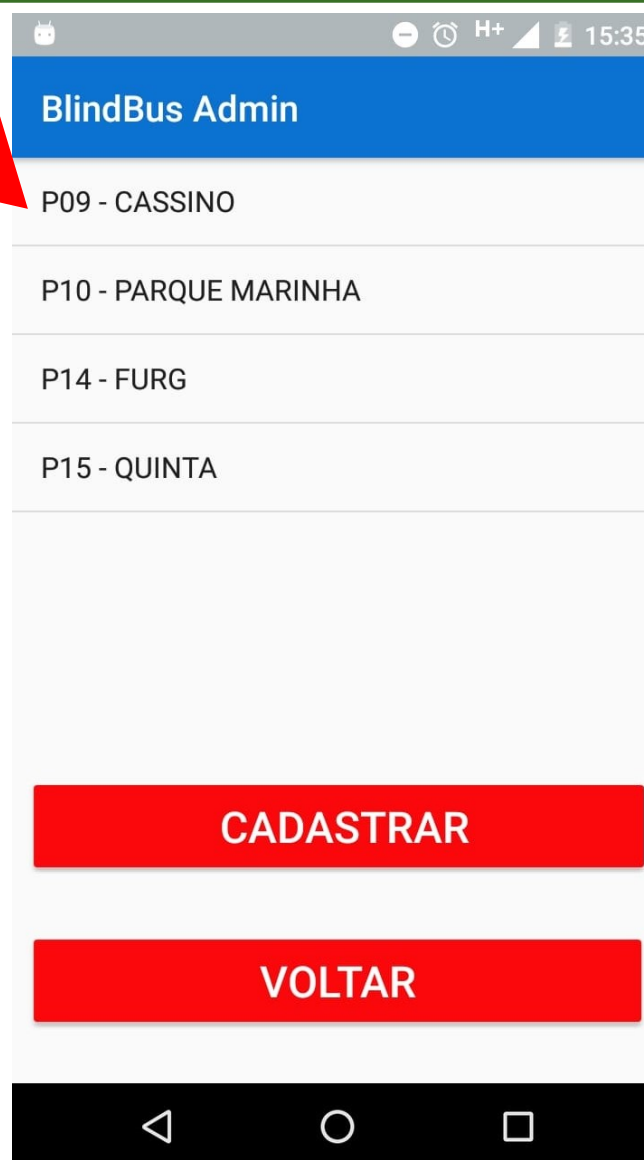 H+ 15:35
BlindBus Admin
P09 - CASSINO
P10 - PARQUE MARINHA
P14 - FURG
P15 - QUINTA
CADASTRAR
VOLTAR